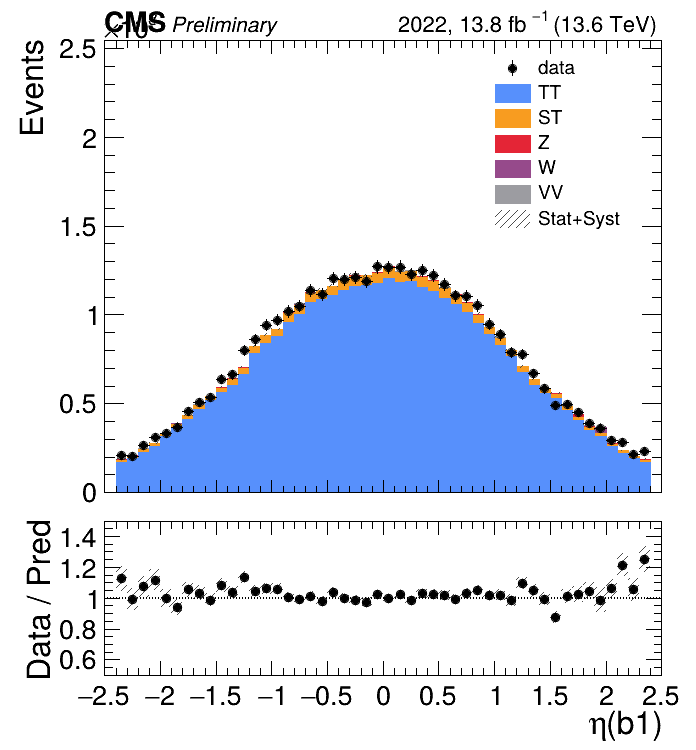 CMS Preliminary 2022, 13.8 fb⁻¹ (13.6 TeV)
2.5
2
1.5
1
0.5
0
Events
data
TT
ST
Z
W
VV
Stat+Syst
1.4
1.2
1
0.8
0.6
Data / Pred
−2.5 −2 −1.5 −1 −0.5 0 0.5 1 1.5 2 2.5
η(b1)